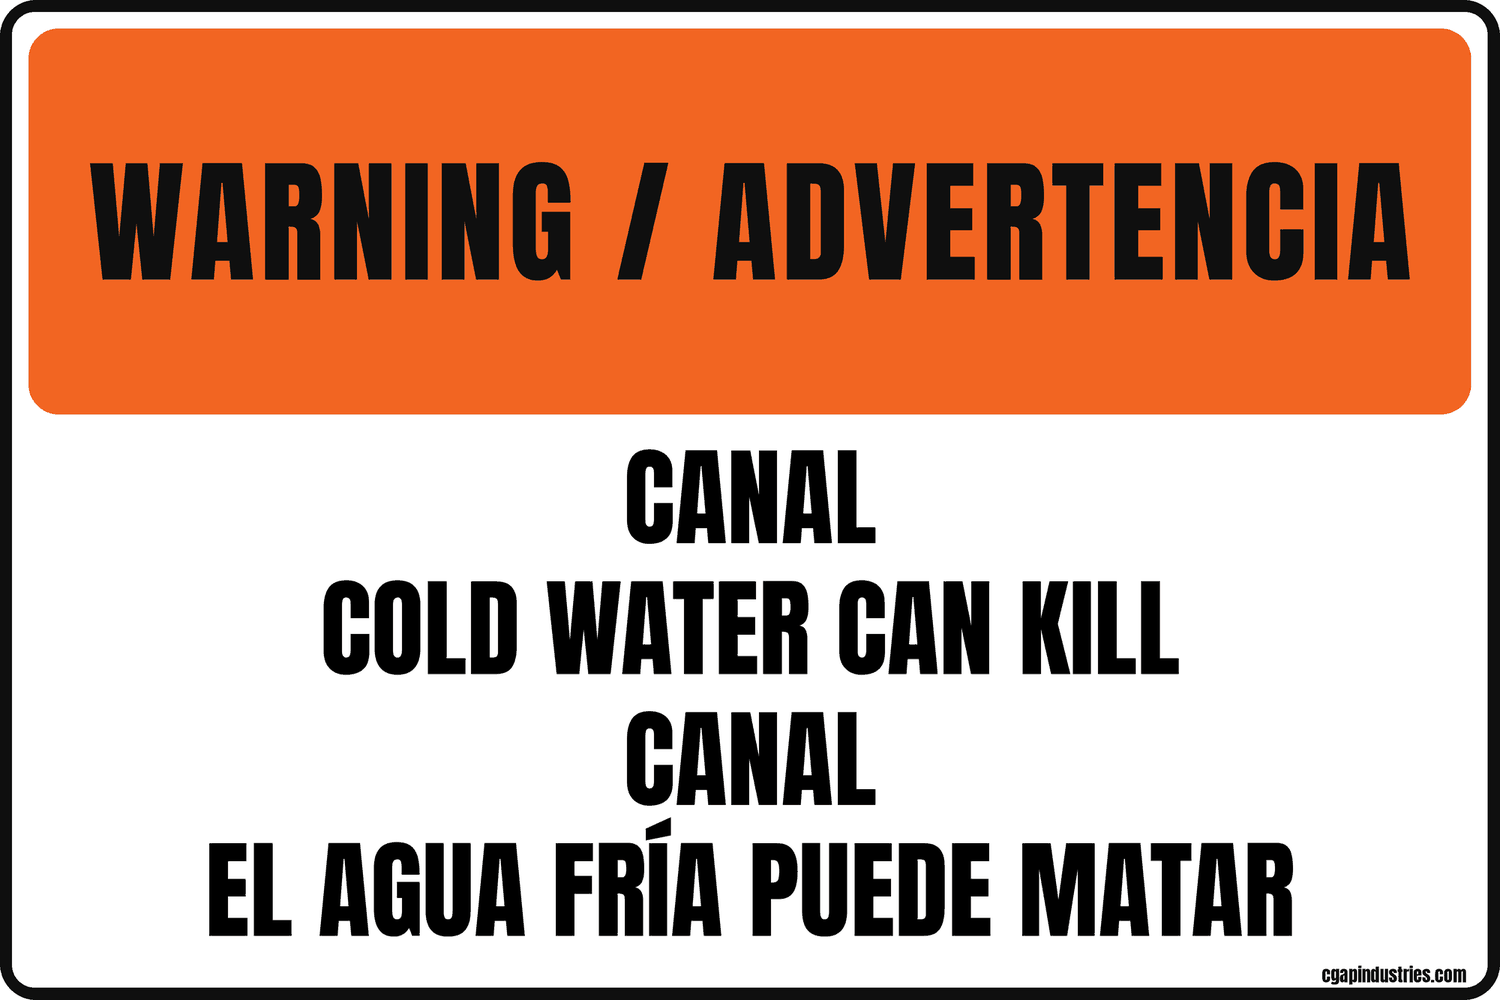 WARNING / ADVERTENCIA
CANAL
COLD WATER CAN KILL
CANAL
EL AGUA FRÍA PUEDE MATAR
cgapindustries.com